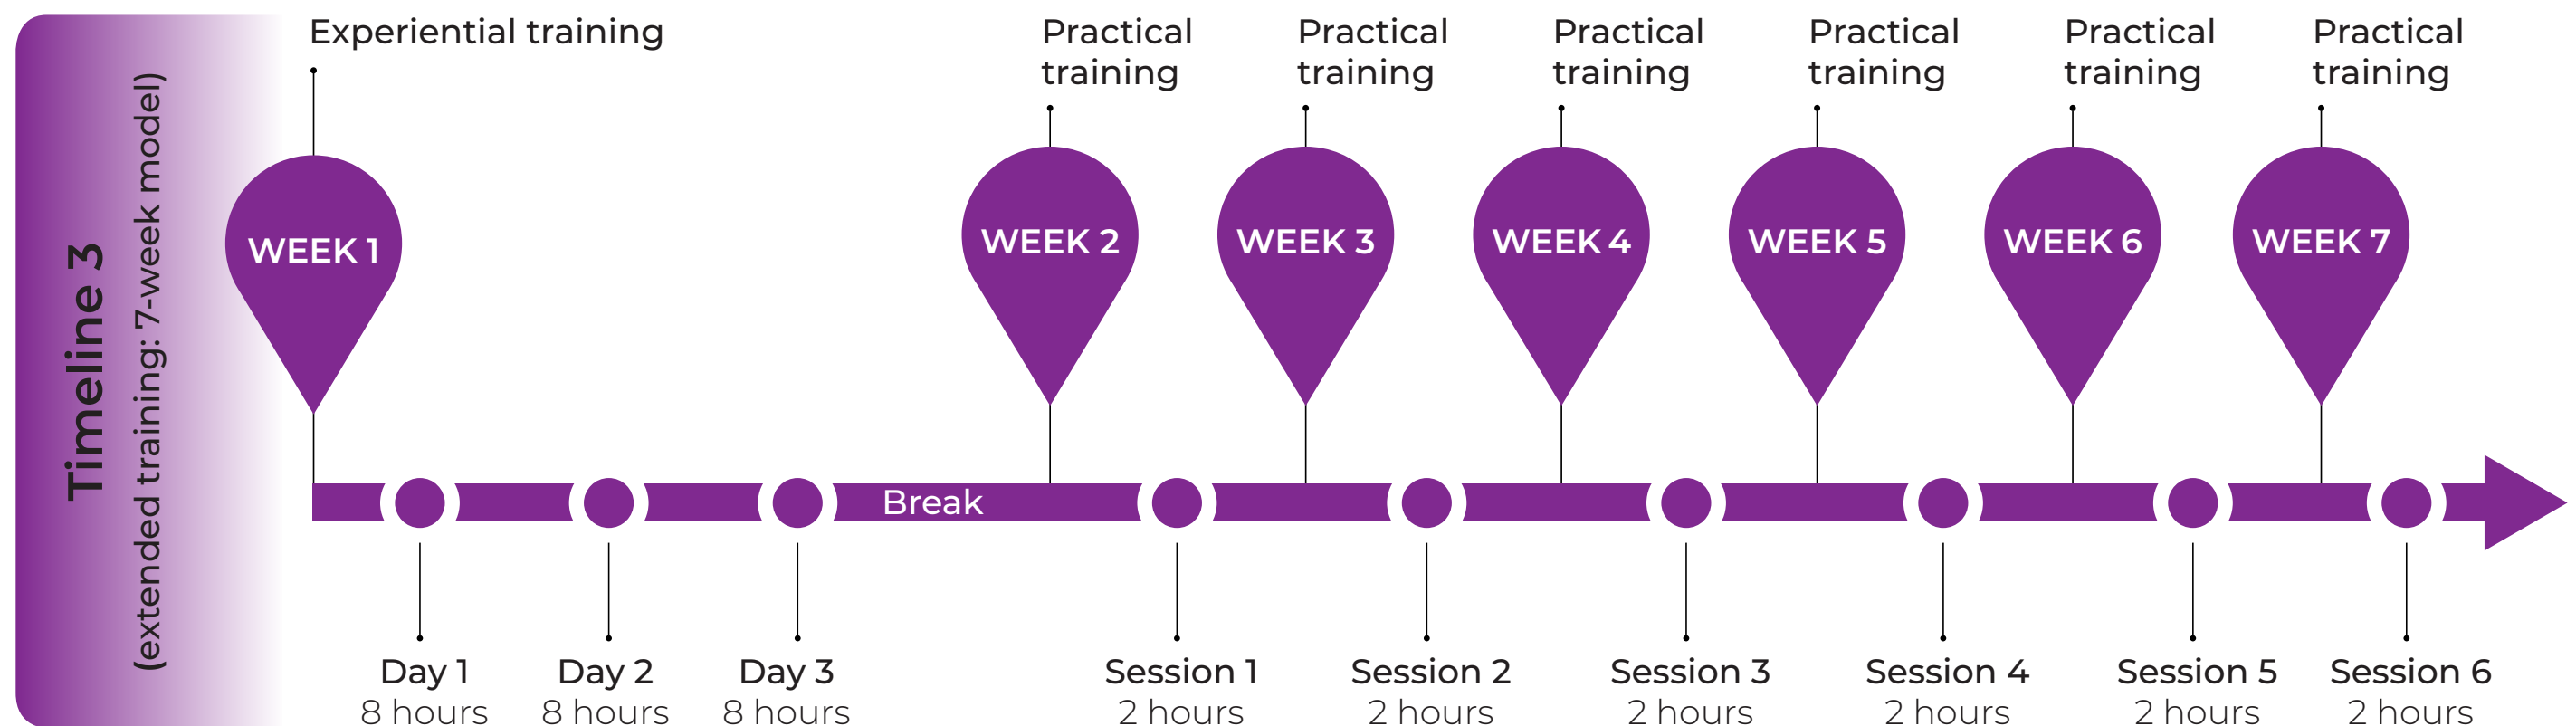 Timeline 3
(extended training: 7-week model)
Experiential training
Practical
training
Practical
training
Practical
training
Practical
training
Practical
training
Practical
training
WEEK 1
WEEK 2
WEEK 3
WEEK 4
WEEK 5
WEEK 6
WEEK 7
Break
Day 1
8 hours
Day 2
8 hours
Day 3
8 hours
Session 1
2 hours
Session 2
2 hours
Session 3
2 hours
Session 4
2 hours
Session 5
2 hours
Session 6
2 hours